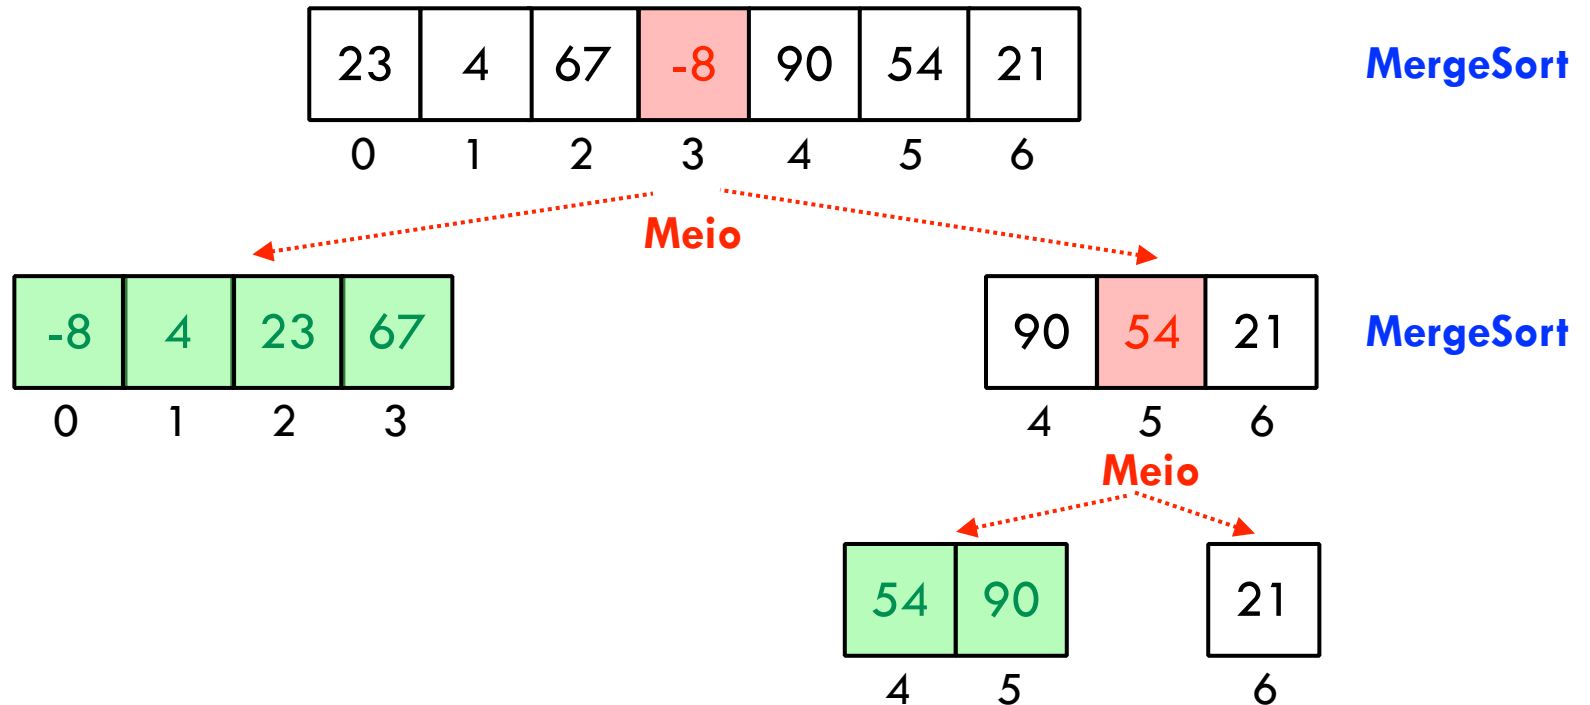 23 4 67 -8 90 54 21 MergeSort
0 1 2 3 4 5 6
Meio
-8 4 23 67 90 54 21 MergeSort
0 1 2 3 4 5 6
Meio
54 90 21
4 5 6